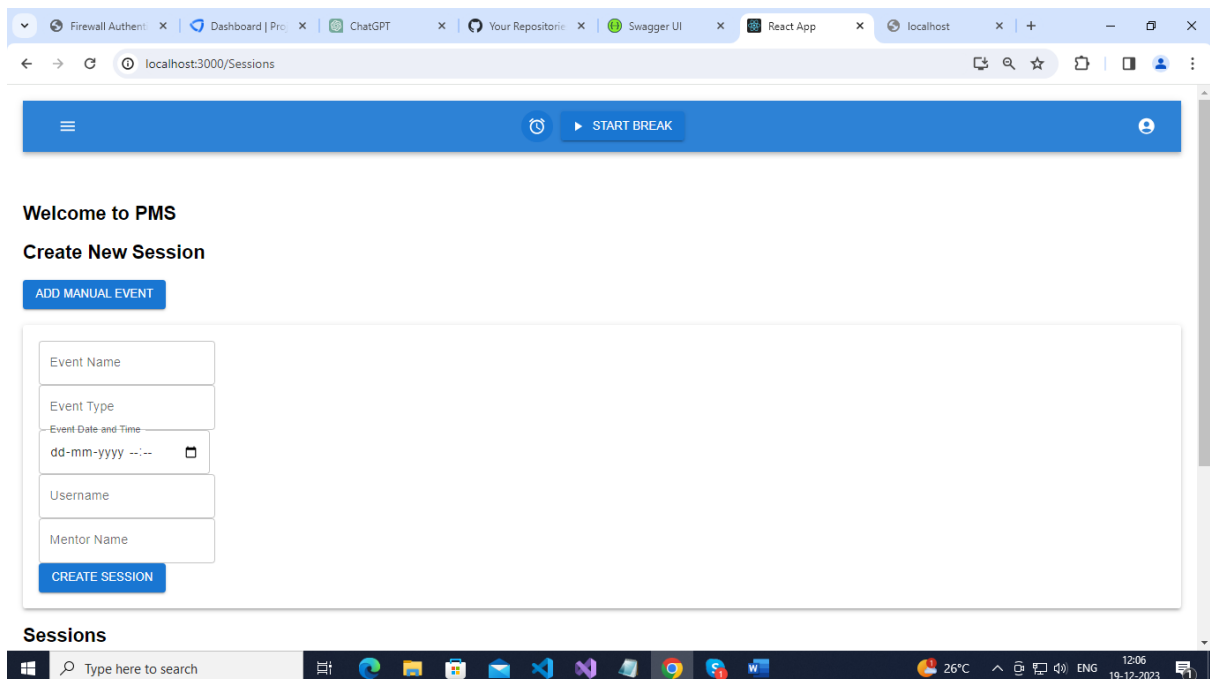 Firewall Authenti Dashboard | Pro ChatGPT Your Repositorie Swagger UI React App localhost
localhost:3000/Sessions
START BREAK
Welcome to PMS
Create New Session
ADD MANUAL EVENT
Event Name
Event Type
Event Date and Time
dd-mm-yyyy --:--
Username
Mentor Name
CREATE SESSION
Sessions
Type here to search 26°C ENG 12:06
19-12-2023